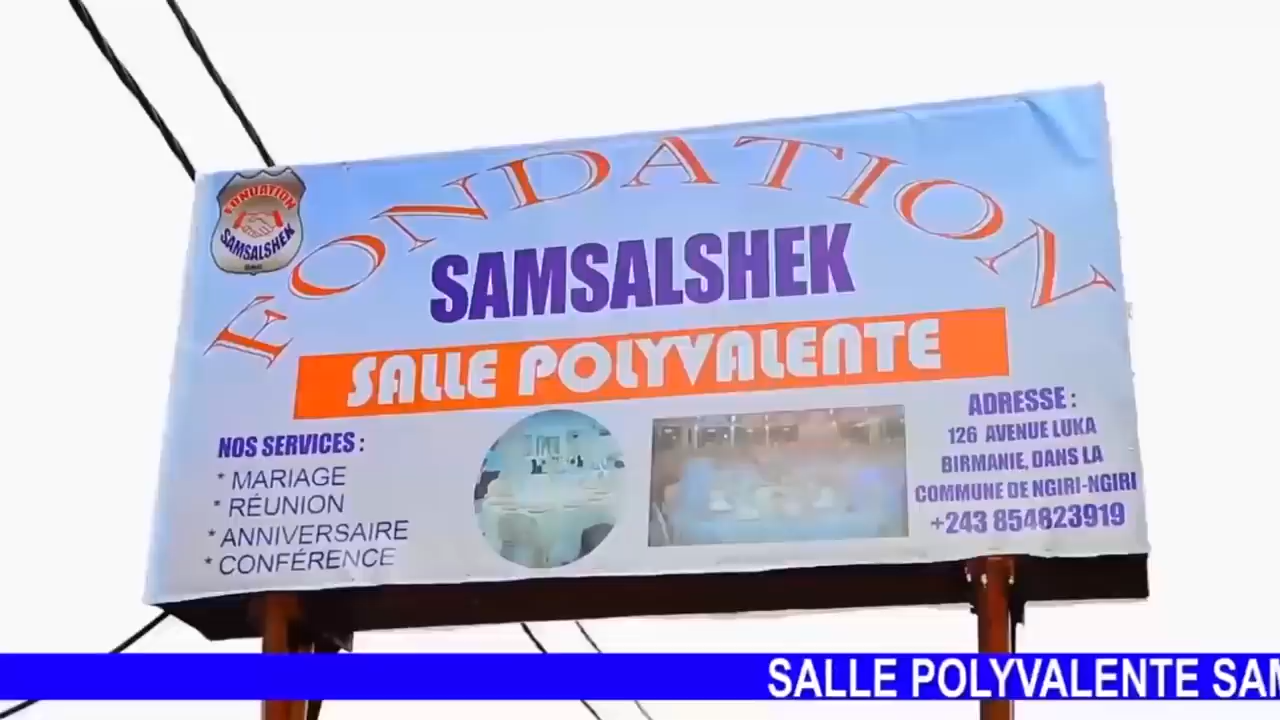 FONDATION
FONDATION
SAMSALSHEK
SAMSALSHEK
SALLE POLYVALENTE
NOS SERVICES :
* MARIAGE
* RÉUNION
* ANNIVERSAIRE
* CONFÉRENCE
ADRESSE :
126 AVENUE LUKA
BIRMANIE, DANS LA
COMMUNE DE NGIRI-NGIRI
+243 854823919
SALLE POLYVALENTE SAM